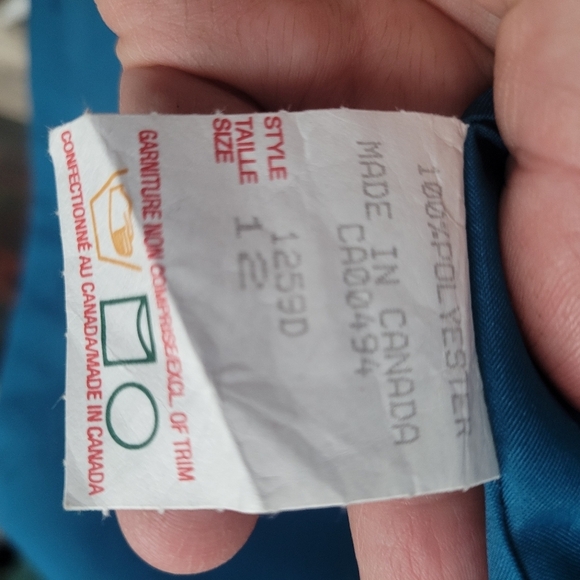 100%POLYESTER
MADE IN CANADA
CA00494
STYLE 1259D
TAILLE
SIZE 12
GARNITURE NON COMPRISE/EXCL. OF TRIM
CONFECTIONNÉ AU CANADA/MADE IN CANADA